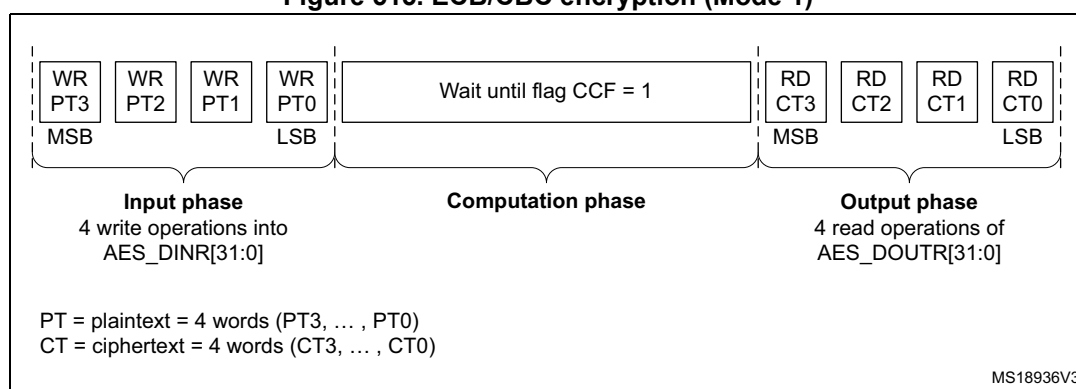 WR WR WR WR
PT3 PT2 PT1 PT0
Wait until flag CCF = 1
RD RD RD RD
CT3 CT2 CT1 CT0
MSB LSB MSB LSB
Input phase
4 write operations into
AES_DINR[31:0]
Computation phase
Output phase
4 read operations of
AES_DOUTR[31:0]
PT = plaintext = 4 words (PT3, … , PT0)
CT = ciphertext = 4 words (CT3, … , CT0)
MS18936V3